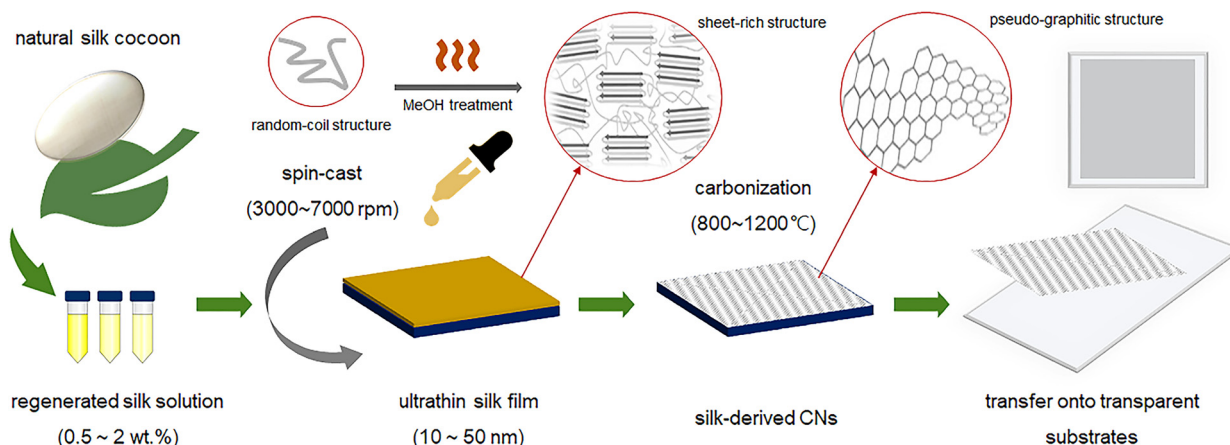 natural silk cocoon
random-coil structure
MeOH treatment
sheet-rich structure
pseudo-graphitic structure
spin-cast
(3000~7000 rpm)
carbonization
(800~1200℃)
regenerated silk solution
(0.5 ~ 2 wt.%)
ultrathin silk film
(10 ~ 50 nm)
silk-derived CNs
transfer onto transparent
substrates